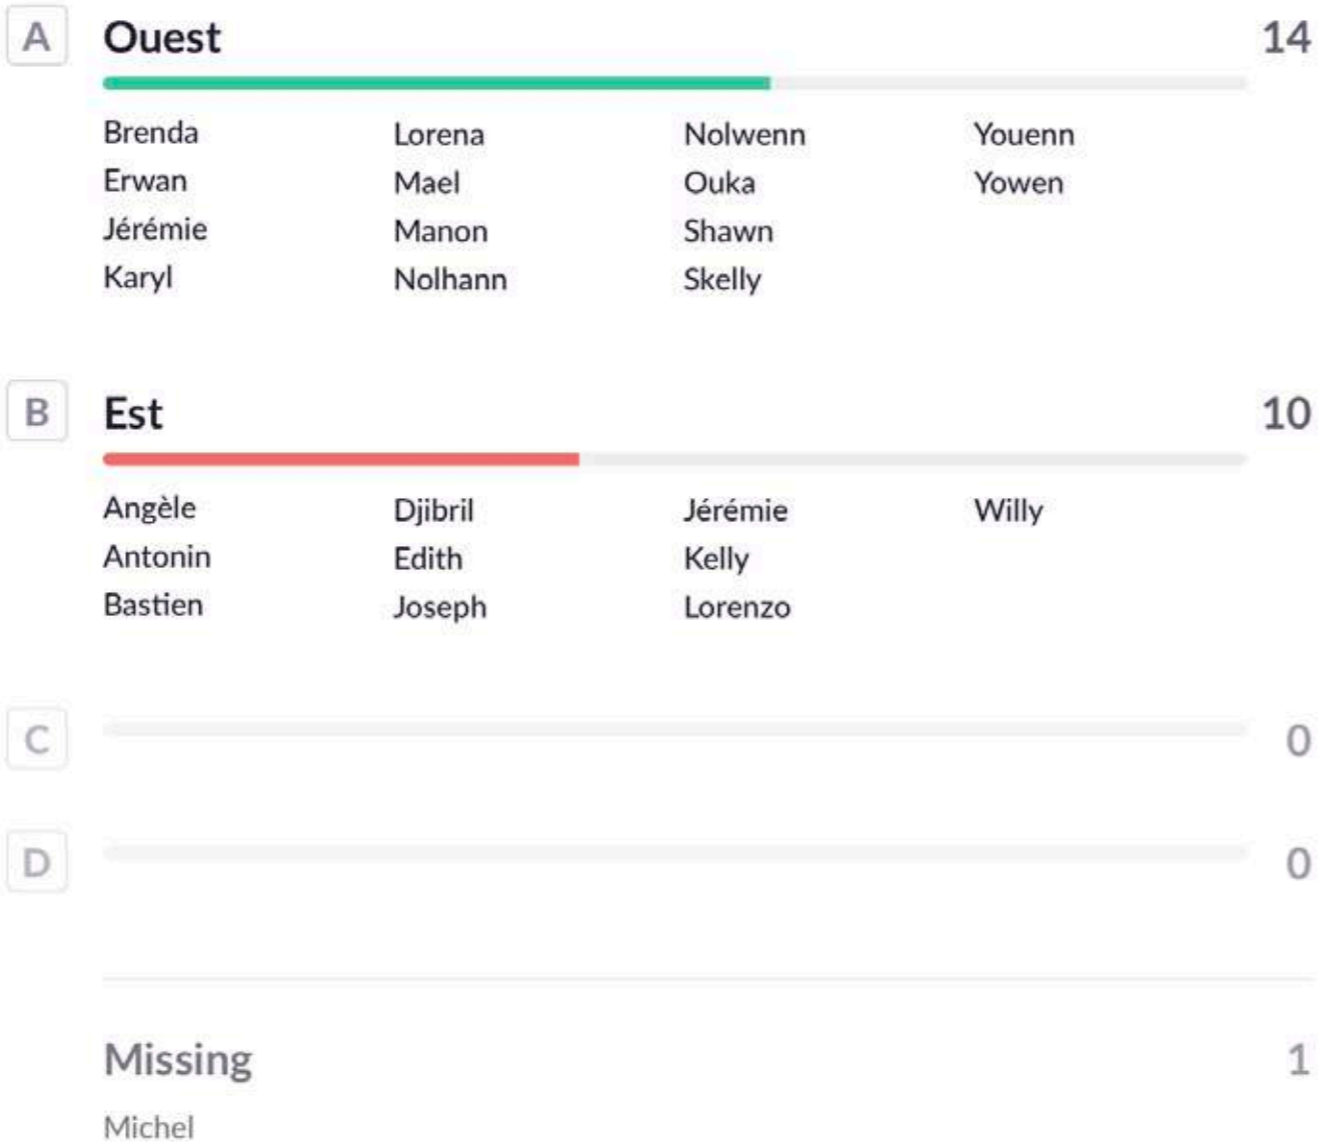 A Ouest 14
Brenda Lorena Nolwenn Youenn
Erwan Mael Ouka Yowen
Jérémie Manon Shawn
Karyl Nolhann Skelly
B Est 10
Angèle Djibril Jérémie Willy
Antonin Edith Kelly
Bastien Joseph Lorenzo
C 0
D 0
Missing 1
Michel